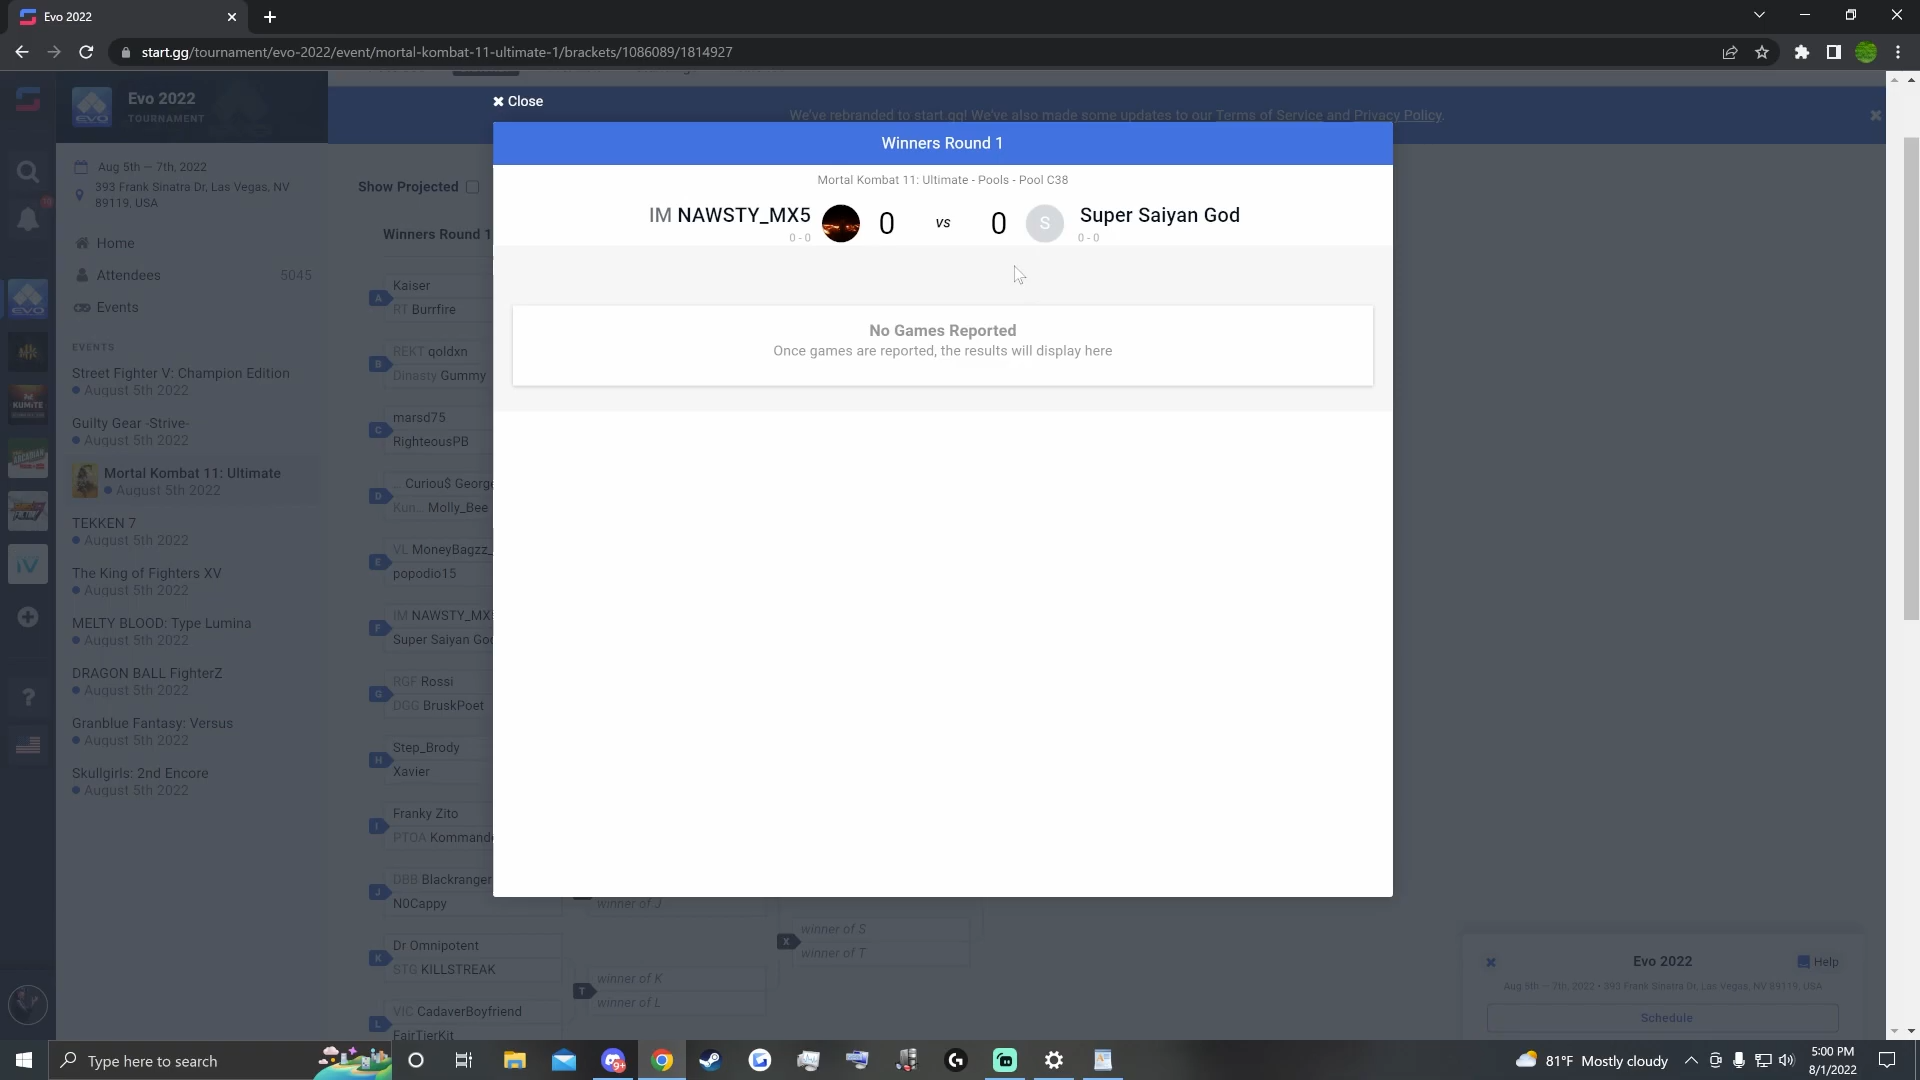 Evo 2022
start.gg/tournament/evo-2022/event/mortal-kombat-11-ultimate-1/brackets/1086089/1814927
Evo 2022
TOURNAMENT
Close
We've rebranded to start.gg! We've also made some updates to our Terms of Service and Privacy Policy.
Winners Round 1
Aug 5th — 7th, 2022
393 Frank Sinatra Dr, Las Vegas, NV
89119, USA
Show Projected
Mortal Kombat 11: Ultimate - Pools - Pool C38
IM NAWSTY_MX5 0 vs 0 S Super Saiyan God
0 - 0 0 - 0
Home
Attendees 5045
Events
EVENTS
Street Fighter V: Champion Edition
August 5th 2022
Guilty Gear -Strive-
August 5th 2022
Mortal Kombat 11: Ultimate
August 5th 2022
TEKKEN 7
August 5th 2022
The King of Fighters XV
August 5th 2022
MELTY BLOOD: Type Lumina
August 5th 2022
DRAGON BALL FighterZ
August 5th 2022
Granblue Fantasy: Versus
August 5th 2022
Skullgirls: 2nd Encore
August 5th 2022
Winners Round 1
A Kaiser
RT Burrfire
B REKT qoldxn
Dinasty Gummy
C marsd75
RighteousPB
D ... Curiou$ George
Kun... Molly_Bee
E VL MoneyBagzz_
popodio15
F IM NAWSTY_MX5
Super Saiyan God
G RGF Rossi
DGG BruskPoet
H Step_Brody
Xavier
I Franky Zito
PTOA Kommando
J DBB Blackranger
N0Cappy
K Dr Omnipotent
STG KILLSTREAK
L VIC CadaverBoyfriend
FairTierKit
No Games Reported
Once games are reported, the results will display here
winner of J
X winner of S
winner of T
T winner of K
winner of L
Evo 2022
Help
Aug 5th — 7th, 2022 • 393 Frank Sinatra Dr, Las Vegas, NV 89119, USA
Schedule
Type here to search
81°F Mostly cloudy
5:00 PM
8/1/2022